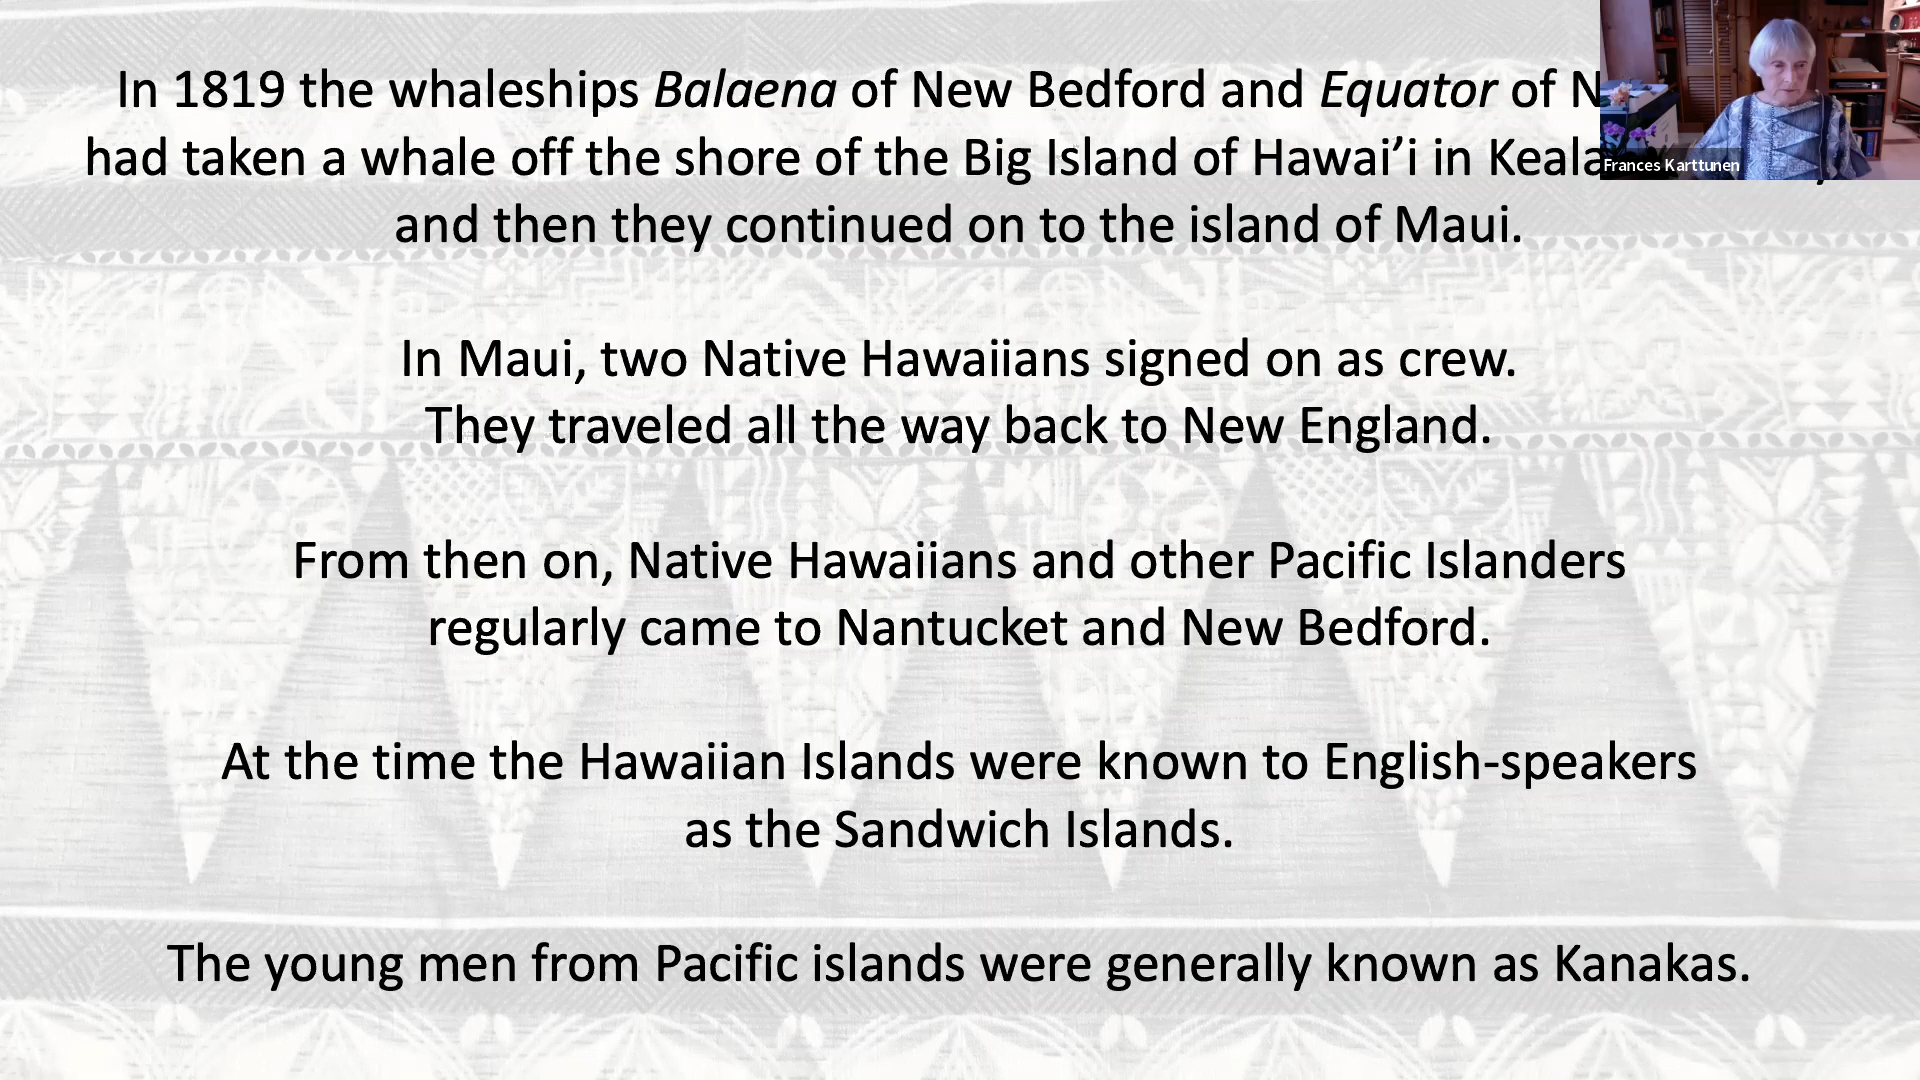 In 1819 the whaleships Balaena of New Bedford and Equator of
had taken a whale off the shore of the Big Island of Hawai’i in
and then they continued on to the island of Maui.
In Maui, two Native Hawaiians signed on as crew.
They traveled all the way back to New England.
From then on, Native Hawaiians and other Pacific Islanders
regularly came to Nantucket and New Bedford.
At the time the Hawaiian Islands were known to English-speakers
as the Sandwich Islands.
The young men from Pacific islands were generally known as Kanakas.
Frances Karttunen